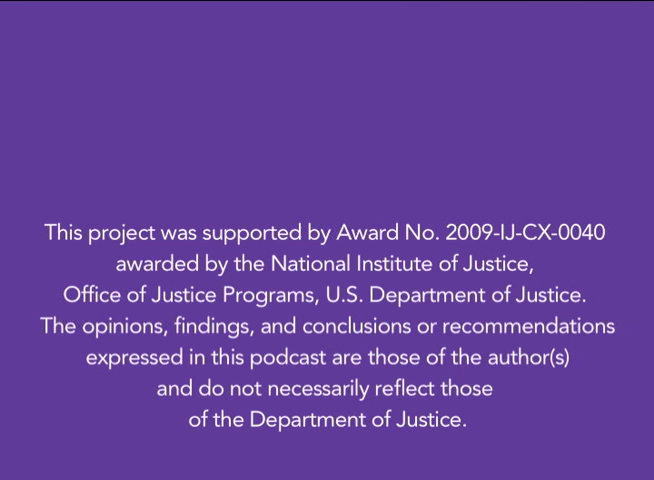 This project was supported by Award No. 2009-IJ-CX-0040
awarded by the National Institute of Justice,
Office of Justice Programs, U.S. Department of Justice.
The opinions, findings, and conclusions or recommendations
expressed in this podcast are those of the author(s)
and do not necessarily reflect those
of the Department of Justice.